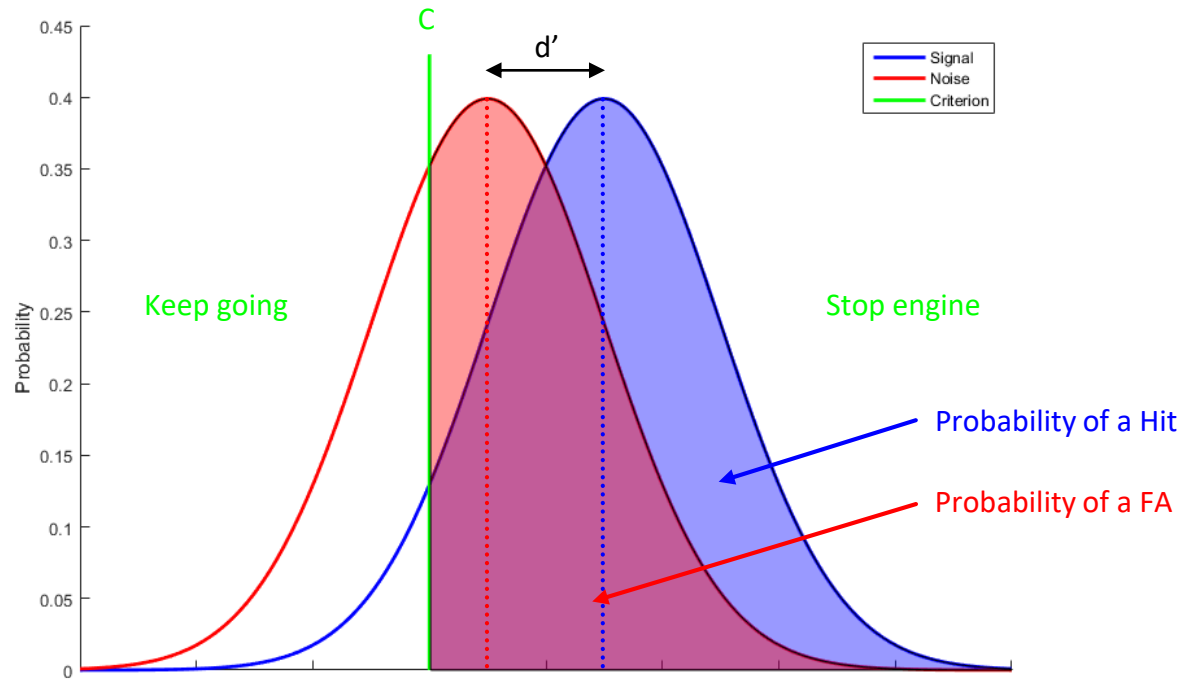 C
0.45
d’
Signal
Noise
Criterion
0.4
0.35
0.3
Keep going
Stop engine
0.25
Probability
0.2
Probability of a Hit
0.15
Probability of a FA
0.1
0.05
0